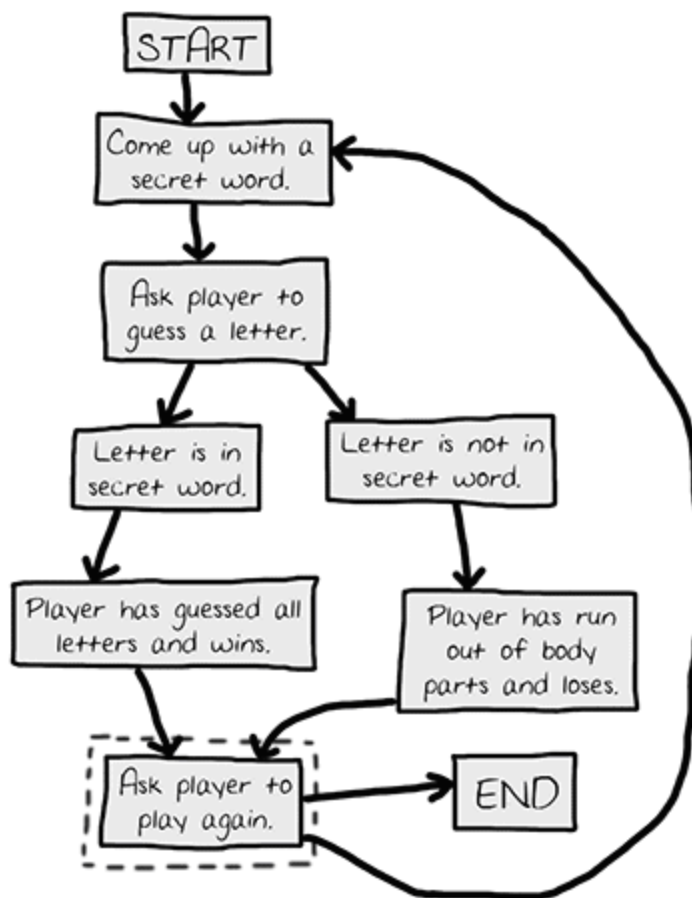 START
Come up with a
secret word.
Ask player to
guess a letter.
Letter is in
secret word.
Letter is not in
secret word.
Player has guessed all
letters and wins.
Player has run
out of body
parts and loses.
Ask player to
play again.
END